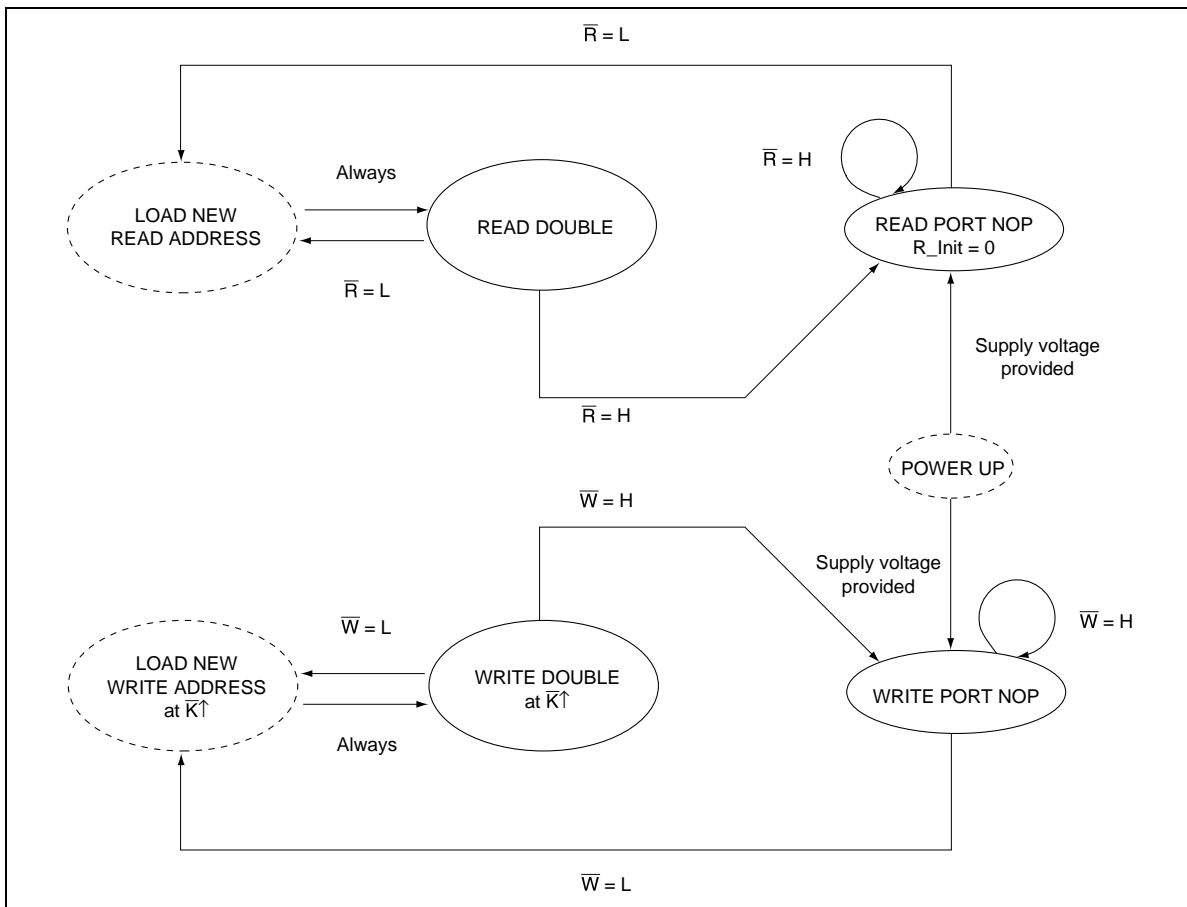 R̅ = L
R̅ = H
Always
LOAD NEW
READ ADDRESS
READ DOUBLE
READ PORT NOP
R_Init = 0
R̅ = L
Supply voltage
provided
R̅ = H
POWER UP
W̅ = H
Supply voltage
provided
W̅ = L
W̅ = H
LOAD NEW
WRITE ADDRESS
at K̅↑
WRITE DOUBLE
at K̅↑
WRITE PORT NOP
Always
W̅ = L